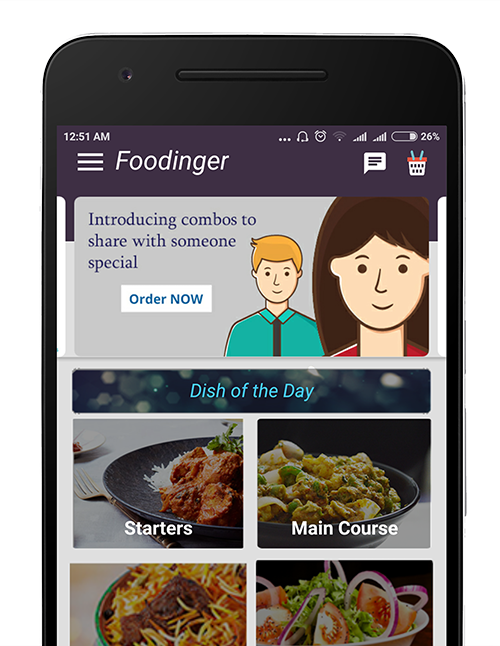 12:51 AM
26%
Foodinger
Introducing combos to
share with someone
special
Order NOW
Dish of the Day
Starters
Main Course